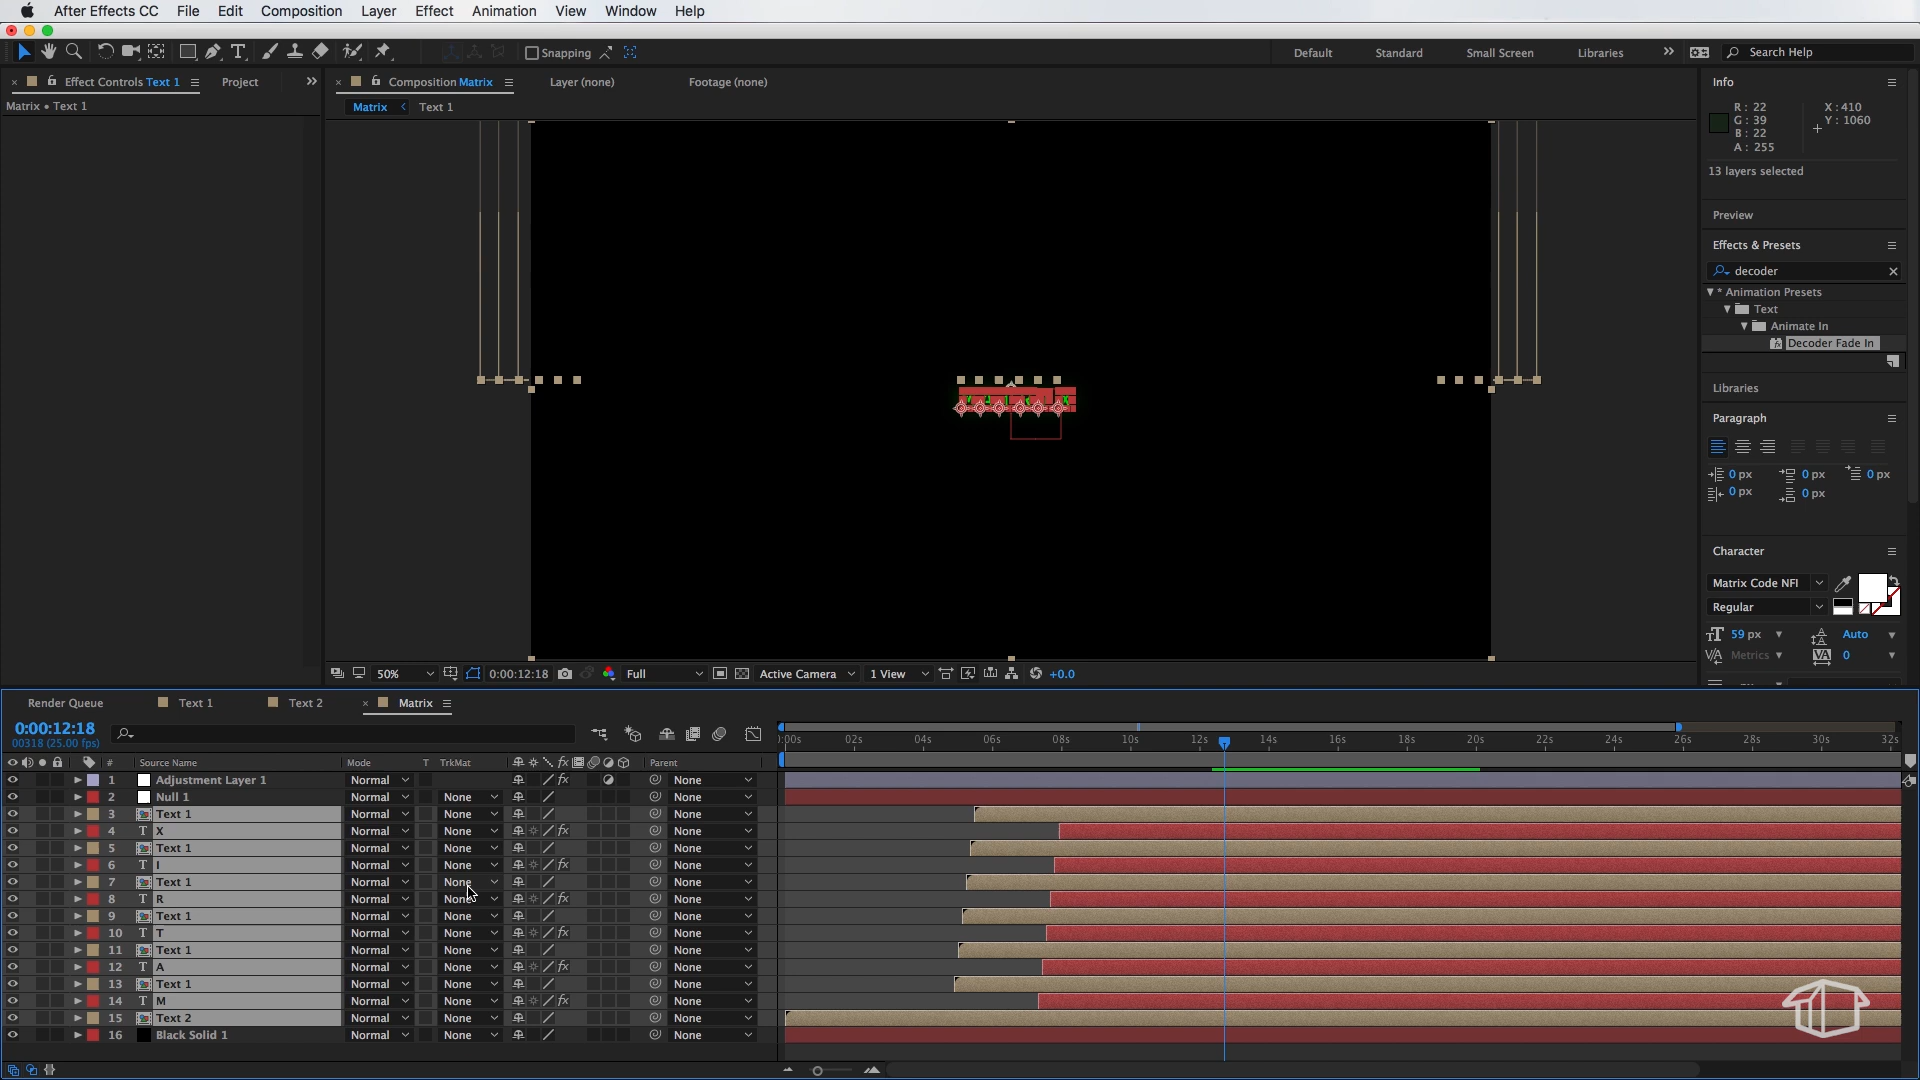 After Effects CC File Edit Composition Layer Effect Animation View Window Help
Snapping Default Standard Small Screen Libraries Search Help
Effect Controls Text 1 Project
Matrix • Text 1
Composition Matrix Layer (none) Footage (none)
Matrix Text 1
Info
R: 22 X: 410
G: 39 Y: 1060
B: 22
A: 255
13 layers selected
Preview
Effects & Presets
decoder
* Animation Presets
Text
Animate In
Decoder Fade In
Libraries
Paragraph
0 px 0 px 0 px
0 px 0 px
Character
Matrix Code NFI
Regular
59 px Auto
Metrics 0
50% 0:00:12:18 Full Active Camera 1 View +0.0
Render Queue Text 1 Text 2 Matrix
0:00:12:18
00318 (25.00 fps)
:00s 02s 04s 06s 08s 10s 12s 14s 16s 18s 20s 22s 24s 26s 28s 30s 32s
# Source Name Mode T TrkMat Parent
1 Adjustment Layer 1 Normal None
2 Null 1 Normal None None
3 Text 1 Normal None None
4 X Normal None None
5 Text 1 Normal None None
6 I Normal None None
7 Text 1 Normal None None
8 R Normal None None
9 Text 1 Normal None None
10 T Normal None None
11 Text 1 Normal None None
12 A Normal None None
13 Text 1 Normal None None
14 M Normal None None
15 Text 2 Normal None None
16 Black Solid 1 Normal None None